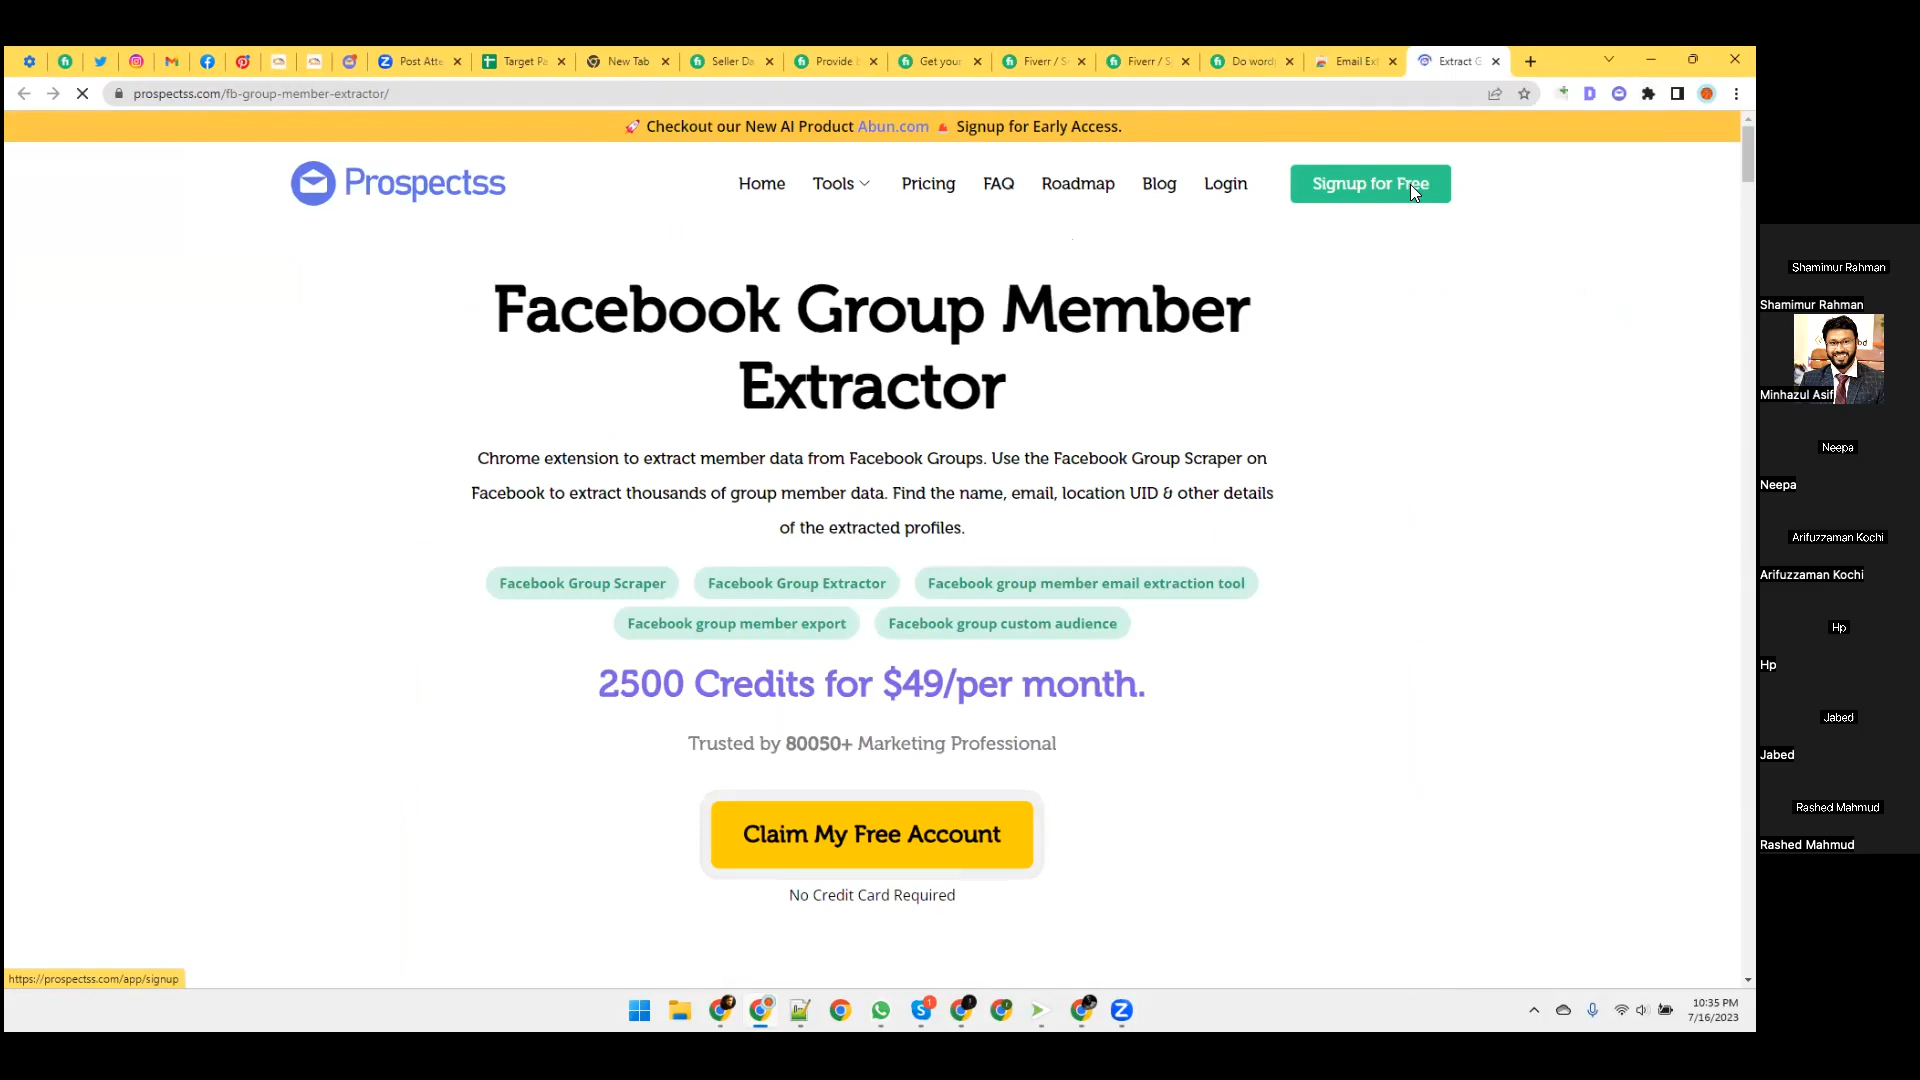 Post Atte
Target Pa
New Tab
Seller Da
Provide
Get your
Fiverr / S
Fiverr / S
Do word
Email Ex
Extract G
prospectss.com/fb-group-member-extractor/
🚀 Checkout our New AI Product Abun.com Signup for Early Access.
Prospectss
Home
Tools
Pricing
FAQ
Roadmap
Blog
Login
Signup for Free
Facebook Group Member
Extractor
Chrome extension to extract member data from Facebook Groups. Use the Facebook Group Scraper on
Facebook to extract thousands of group member data. Find the name, email, location UID & other details
of the extracted profiles.
Facebook Group Scraper
Facebook Group Extractor
Facebook group member email extraction tool
Facebook group member export
Facebook group custom audience
2500 Credits for $49/per month.
Trusted by 80050+ Marketing Professional
Claim My Free Account
No Credit Card Required
https://prospectss.com/app/signup
10:35 PM
7/16/2023
Shamimur Rahman
Shamimur Rahman
Minhazul Asif
Neepa
Neepa
Arifuzzaman Kochi
Arifuzzaman Kochi
Hp
Hp
Jabed
Jabed
Rashed Mahmud
Rashed Mahmud